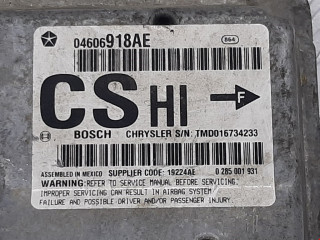 04606918AE
864
CS HI F
BOSCH CHRYSLER S/N: TMD016734233
ASSEMBLED IN MEXICO SUPPLIER CODE: 19224AE 0 285 001 931
WARNING: REFER TO SERVICE MANUAL BEFORE SERVICING.
IMPROPER SERVICING CAN RESULT IN AIRBAG SYSTEM
FAILURE AND POSSIBLE DRIVER AND/OR PASSENGER INJURY.